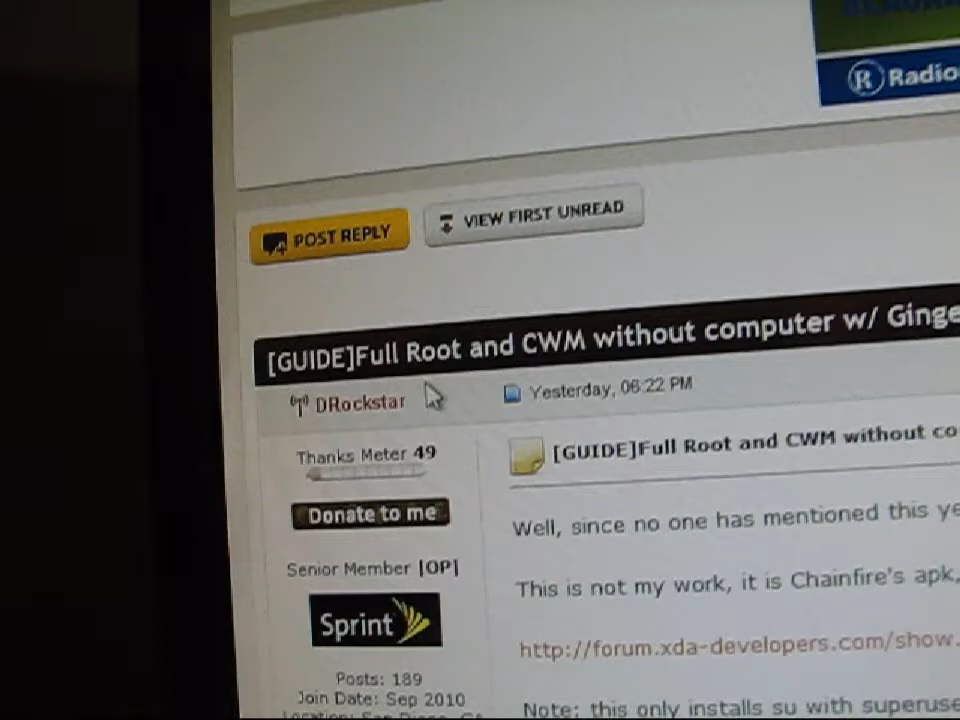 Radio
POST REPLY
VIEW FIRST UNREAD
[GUIDE]Full Root and CWM without computer w/ Ginge
DRockstar
Yesterday, 06:22 PM
Thanks Meter 49
[GUIDE]Full Root and CWM without co
Donate to me
Well, since no one has mentioned this ye
Senior Member [OP]
This is not my work, it is Chainfire's apk,
Sprint
http://forum.xda-developers.com/show.
Posts: 189
Join Date: Sep 2010
Note: this only installs su with superuse